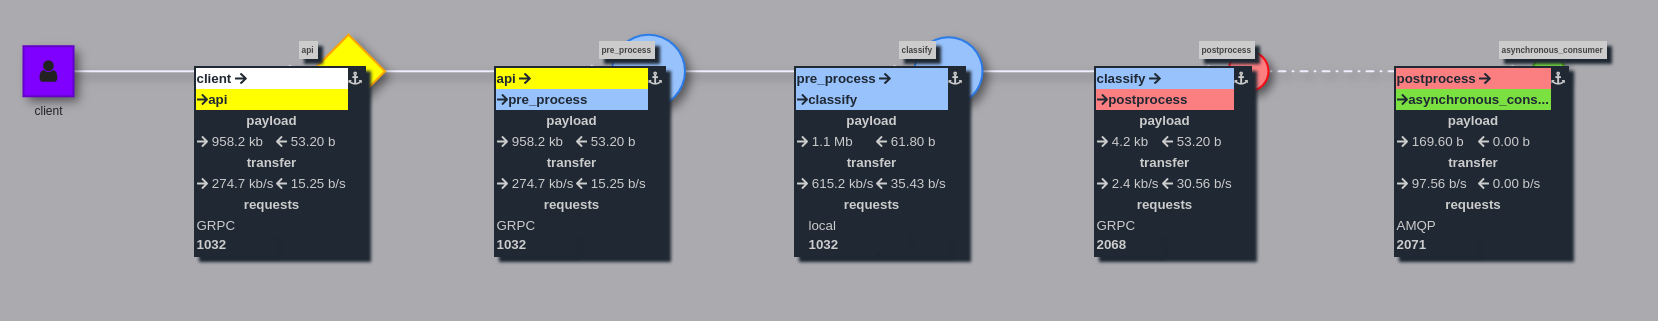 client
api
client →
→api
payload
→ 958.2 kb ← 53.20 b
transfer
→ 274.7 kb/s ← 15.25 b/s
requests
GRPC
1032
pre_process
api →
→pre_process
payload
→ 958.2 kb ← 53.20 b
transfer
→ 274.7 kb/s ← 15.25 b/s
requests
GRPC
1032
classify
pre_process →
→classify
payload
→ 1.1 Mb ← 61.80 b
transfer
→ 615.2 kb/s ← 35.43 b/s
requests
local
1032
postprocess
classify →
→postprocess
payload
→ 4.2 kb ← 53.20 b
transfer
→ 2.4 kb/s ← 30.56 b/s
requests
GRPC
2068
asynchronous_consumer
postprocess →
→asynchronous_cons...
payload
→ 169.60 b ← 0.00 b
transfer
→ 97.56 b/s ← 0.00 b/s
requests
AMQP
2071